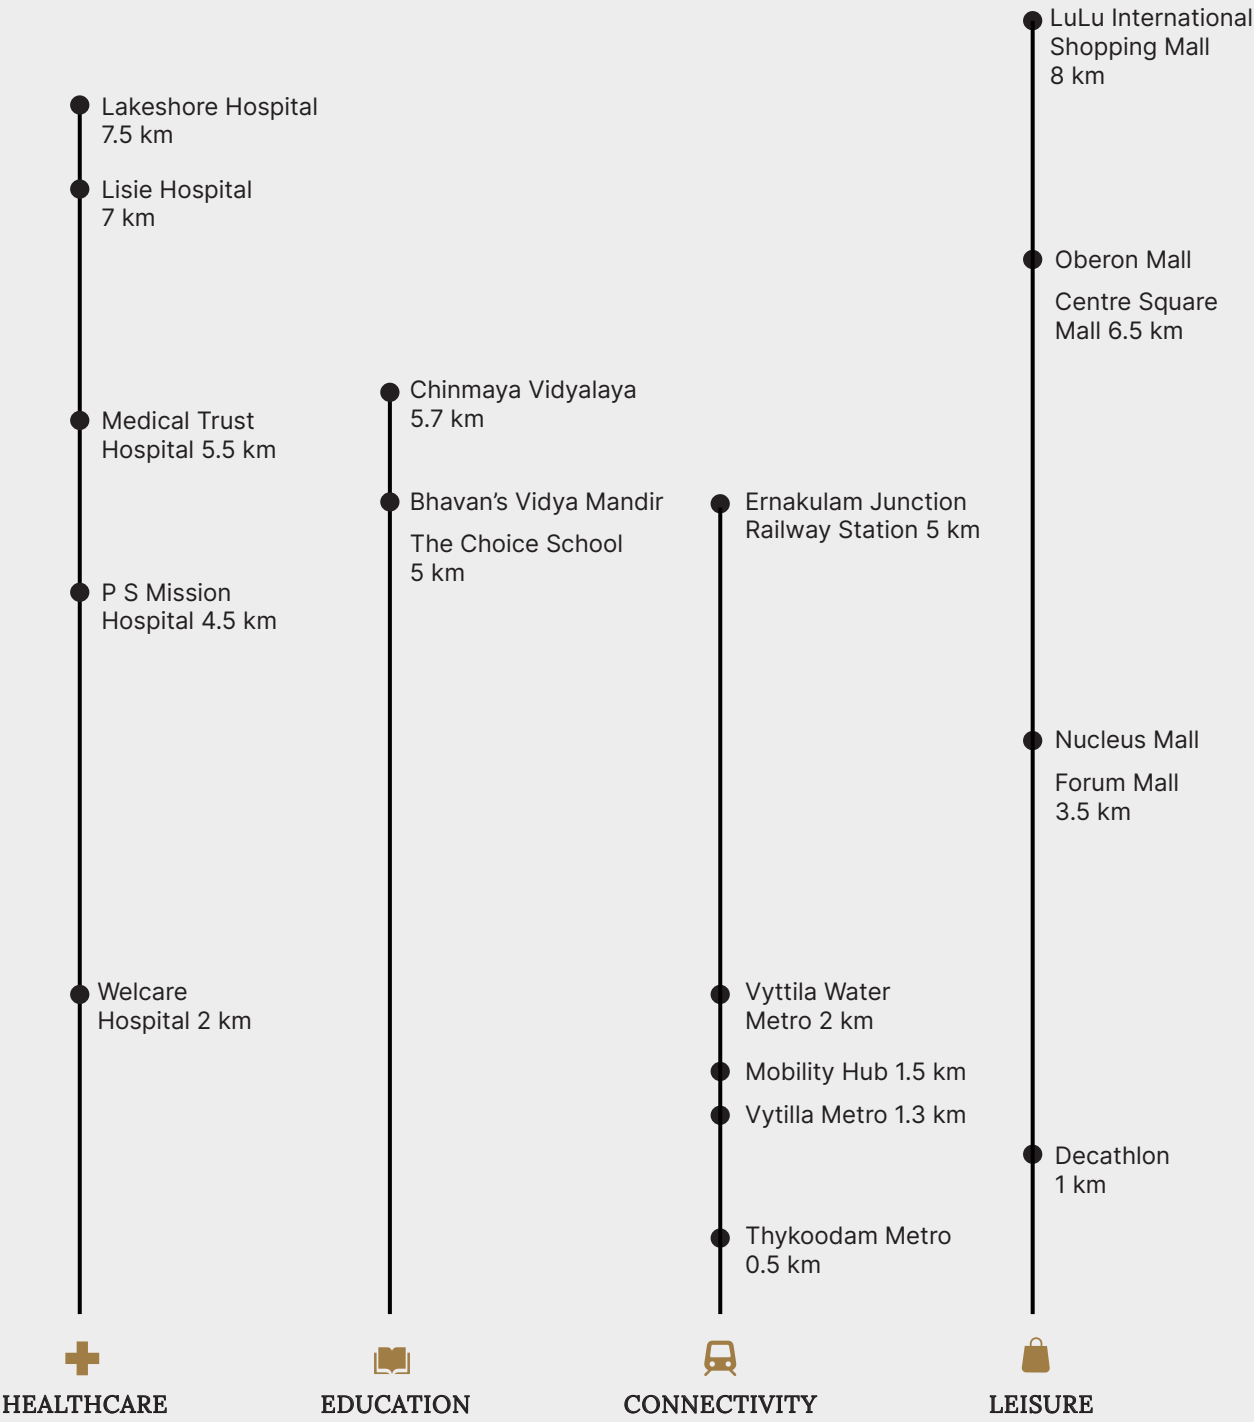 Lakeshore Hospital
7.5 km
Lisie Hospital
7 km
Medical Trust
Hospital 5.5 km
P S Mission
Hospital 4.5 km
Welcare
Hospital 2 km
HEALTHCARE
Chinmaya Vidyalaya
5.7 km
Bhavan’s Vidya Mandir
The Choice School
5 km
EDUCATION
Ernakulam Junction
Railway Station 5 km
Vyttila Water
Metro 2 km
Mobility Hub 1.5 km
Vytilla Metro 1.3 km
Thykoodam Metro
0.5 km
CONNECTIVITY
LuLu International
Shopping Mall
8 km
Oberon Mall
Centre Square
Mall 6.5 km
Nucleus Mall
Forum Mall
3.5 km
Decathlon
1 km
LEISURE